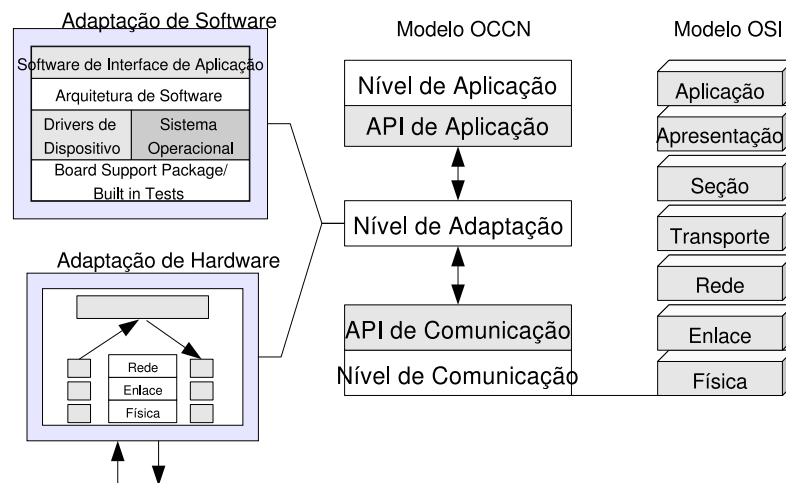 Adaptação de Software
Software de Interface de Aplicação
Arquitetura de Software
Drivers de
Dispositivo
Sistema
Operacional
Board Support Package/
Built in Tests
Adaptação de Hardware
Rede
Enlace
Física
Modelo OCCN
Nível de Aplicação
API de Aplicação
Nível de Adaptação
API de Comunicação
Nível de Comunicação
Modelo OSI
Aplicação
Apresentação
Seção
Transporte
Rede
Enlace
Física